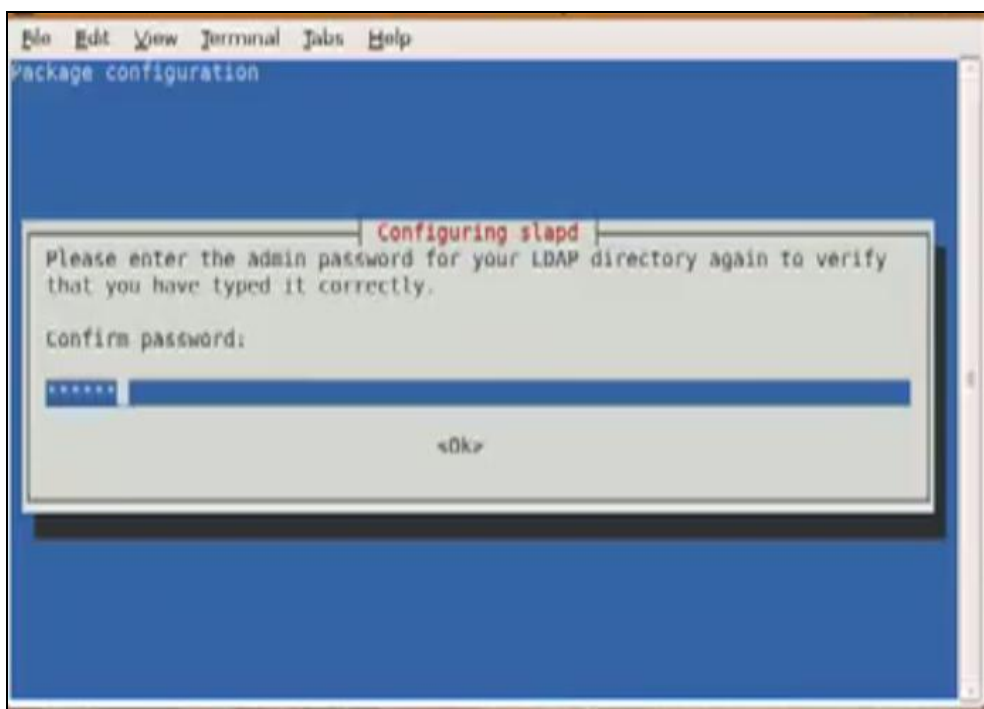 File Edit View Terminal Tabs Help
Package configuration
Configuring slapd
Please enter the admin password for your LDAP directory again to verify
that you have typed it correctly.
Confirm password:
******
<Ok>